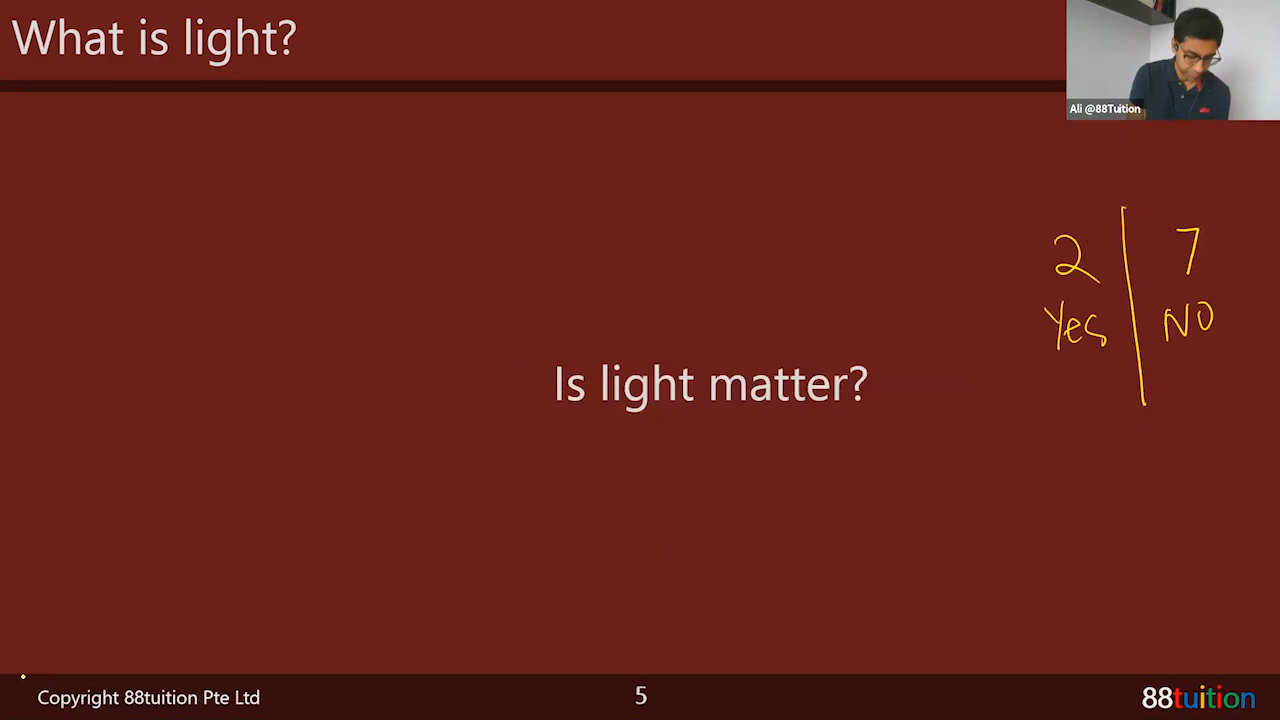 What is light?
Ali @88Tuition
2 7
Yes NO
Is light matter?
Copyright 88tuition Pte Ltd
5
88tuition